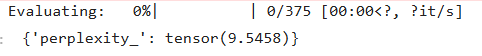 Evaluating:   0%|          | 0/375 [00:00<?, ?it/s]
: {'perplexity_': tensor(9.5458)}